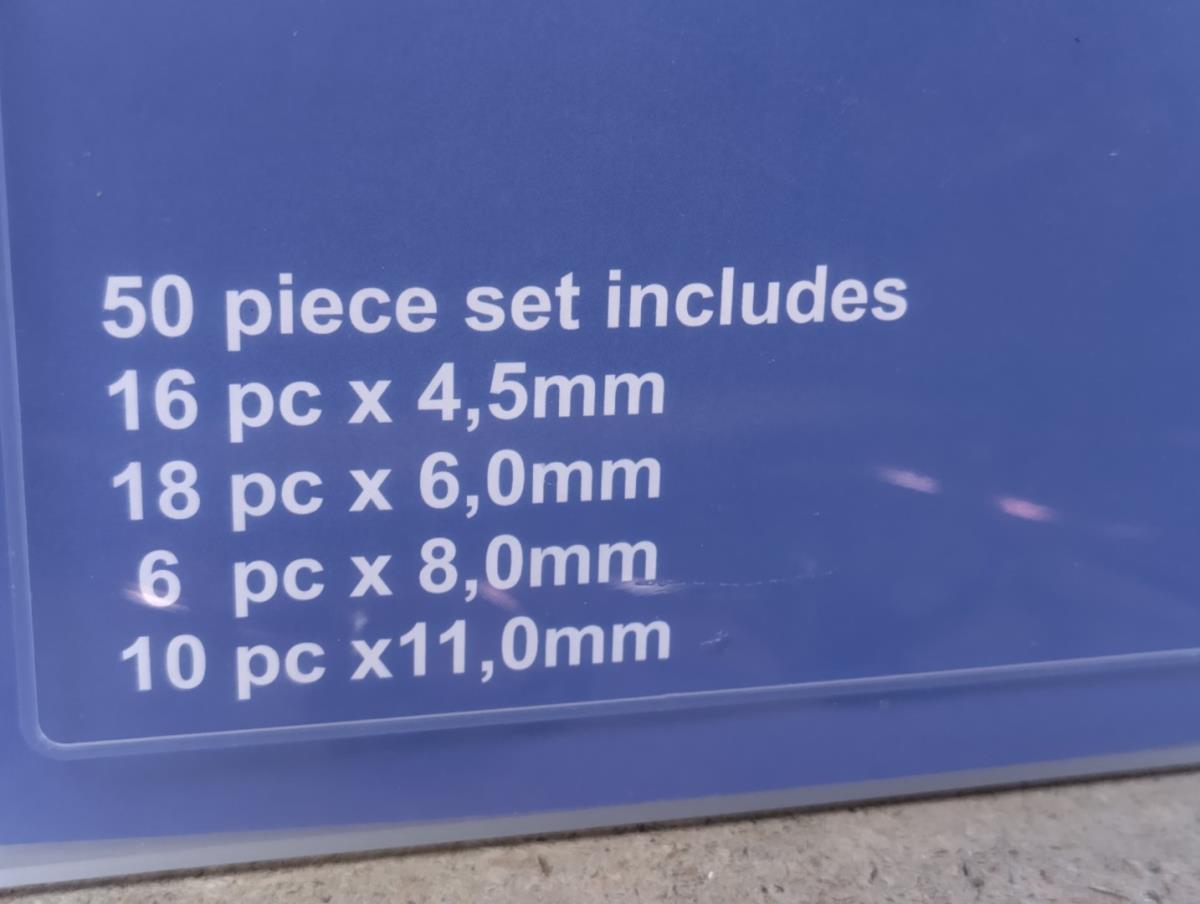 50 piece set includes
16 pc x 4,5mm
18 pc x 6,0mm
6 pc x 8,0mm
10 pc x11,0mm